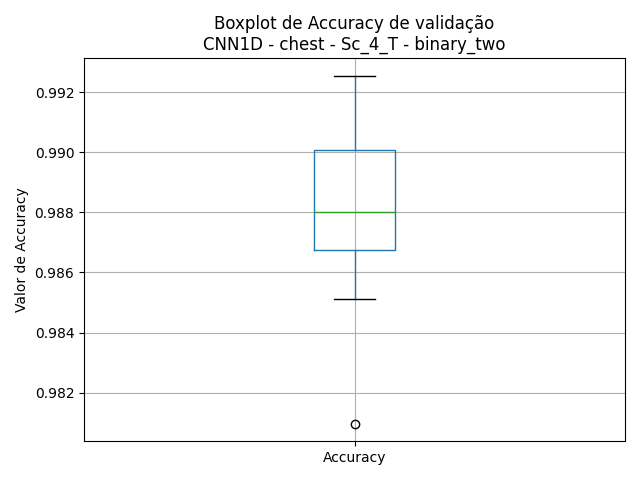 Boxplot de Accuracy de validação
CNN1D - chest - Sc_4_T - binary_two
Valor de Accuracy
0.992
0.990
0.988
0.986
0.984
0.982
Accuracy